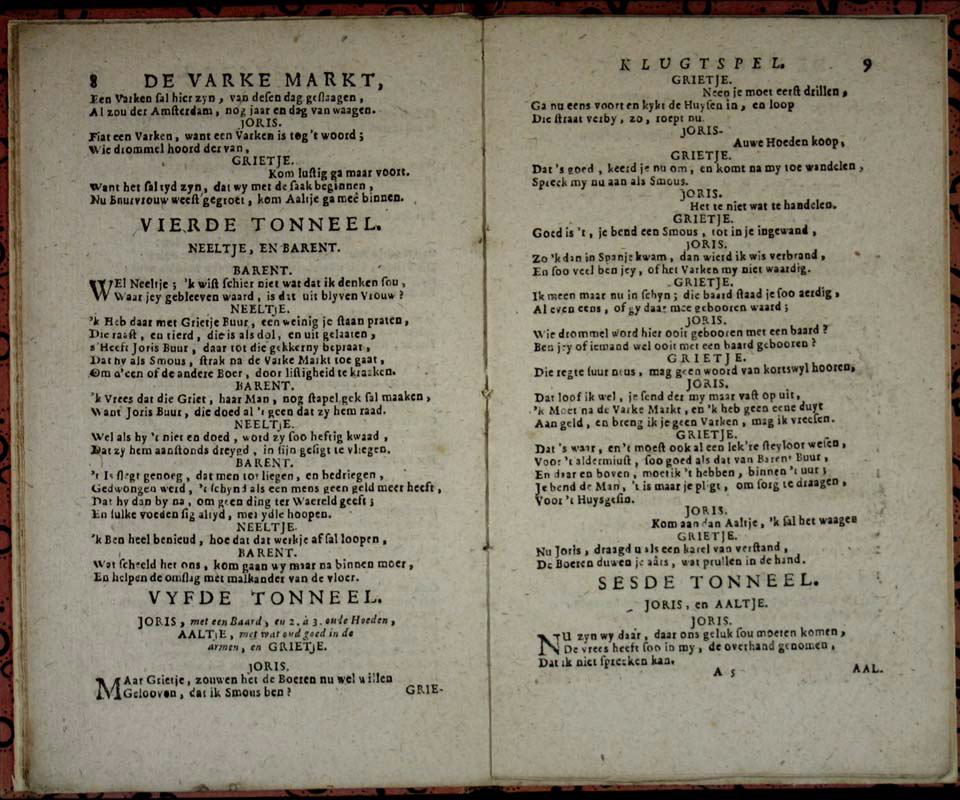 8 DE VARKE MARKT,
Een Varken sal hier zyn, van desen dag geslaagen,
Al zou der Amsterdam, nog jaar en dag van waagen.
JORIS.
Fiat een Varken, want een Varken is tog 't woord;
Wie drommel hoord der van,
GRIETJE.
Kom lustig ga maar voort.
Want het sal tyd zyn, dat wy met de saak beginnen,
Nu Buurvrouw weest gegroet, kom Aaltje ga meê binnen.
VIERDE TONNEEL.
NEELTJE, EN BARENT.
BARENT.
WEl Neeltje; 'k wist schier niet wat dat ik denken sou,
Waar jey gebleeven waard, is dat uit blyven Vrouw?
NEELTJE.
'k Heb daar met Grietje Buur, een weinig je staan praten,
Die raast, en tierd, die is als dol, en uit gelaaten,
s'Heeft Joris Buur, daar tot die gekkerny bepraat,
Dat hy als Smous, strak na de Varke Markt toe gaat,
Om d'een of de andere Boer, door listigheid te kraaken.
BARENT.
'k Vrees dat die Griet, haar Man, nog stapel gek sal maaken,
Want Joris Buur, die doed al 't geen dat zy hem raad.
NEELTJE.
Wel als hy 't niet en doed, word zy soo heftig kwaad,
Dat zy hem aanstonds dreygd, in sijn gesigt te vliegen.
BARENT.
't Is slegt genoeg, dat men tot liegen, en bedriegen,
Gedwongen werd, 't schynd als een mens geen geld meer heeft,
Dat hy dan by na, om geen ding ter Waereld geeft;
En sulke voeden sig altyd, met ydle hoopen.
NEELTJE.
'k Ben heel benieud, hoe dat dat werkje af sal loopen,
BARENT.
Wat scheeld het ons, kom gaan wy maar na binnen moer,
En helpen de omslag met malkander van de vloer.
VYFDE TONNEEL.
JORIS, met een Baard, en 2. à 3. oude Hoeden,
AALTJE, met wat oud goed in de
armen, en GRIETJE.
JORIS.
MAar Grietje, zouwen het de Boeren nu wel willen
Gelooven, dat ik Smous ben?
GRIE-
KLUGTSPEL. 9
GRIETJE.
Neen je moet eerst drillen,
Ga nu eens voort en kykt de Huysen in, en loop
Die straat verby, zo, roept nu.
JORIS.
Auwe Hoeden koop,
GRIETJE.
Dat 's goed, keerd je nu om, en komt na my toe wandelen,
Spreek my nu aan als Smous.
JORIS.
Het te niet wat te handelen.
GRIETJE.
Goed is 't, je bend een Smous, tot in je ingewand,
JORIS.
Zo 'k dan in Spanje kwam, dan wierd ik wis verbrand,
En soo veel ben jey, of het Varken my niet waardig.
GRIETJE.
Ik meen maar nu in schyn; die baard staad je soo aerdig,
Al even eens, of gy daar mee gebooren waard;
JORIS.
Wie drommel word hier ooit gebooren met een baard?
Ben jey of iemand wel ooit met een baard gebooren?
GRIETJE.
Die regte suur neus, mag geen woord van kortswyl hooren,
JORIS.
Dat loof ik wel, je send der my maar vast op uit,
'k Moet na de Varke Markt, en 'k heb geen eene duyt
Aan geld, en breng ik je geen Varken, mag ik vreesen.
GRIETJE.
Dat 's waar, en 't moest ook al een lek're steyloor wesen,
Voor 't aldermiust, soo goed als dat van Barent Buur,
En daar en boven, moet ik 't hebben, binnen 't uur;
Je bend de Man, 't is maar je pligt, om sorg te draagen,
Voor 't Huysgesin.
JORIS.
Kom aan dan Aaltje, 'k sal het waagen
GRIETJE.
Nu Joris, draagd u als een karel van verstand,
De Boeren duwen je aârs, wat prullen in de hand.
SESDE TONNEEL.
JORIS, en AALTJE.
JORIS.
NU zyn wy daar, daar ons geluk sou moeten komen,
De vrees heeft soo in my, de overhand genomen,
Dat ik niet spreeken kan.
A 5 AAL.